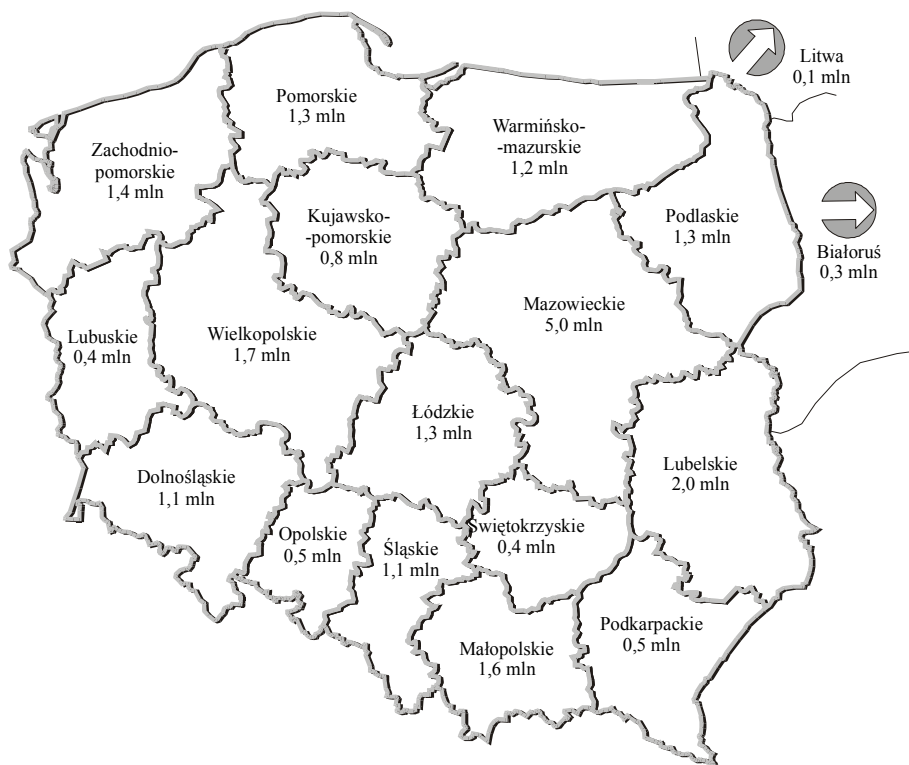 Litwa
0,1 mln
Pomorskie
1,3 mln
Warmińsko-
-mazurskie
1,2 mln
Zachodnio-
pomorskie
1,4 mln
Kujawsko-
-pomorskie
0,8 mln
Podlaskie
1,3 mln
Białoruś
0,3 mln
Mazowieckie
5,0 mln
Lubuskie
0,4 mln
Wielkopolskie
1,7 mln
Łódzkie
1,3 mln
Dolnośląskie
1,1 mln
Lubelskie
2,0 mln
Opolskie
0,5 mln
Śląskie
1,1 mln
Świętokrzyskie
0,4 mln
Małopolskie
1,6 mln
Podkarpackie
0,5 mln